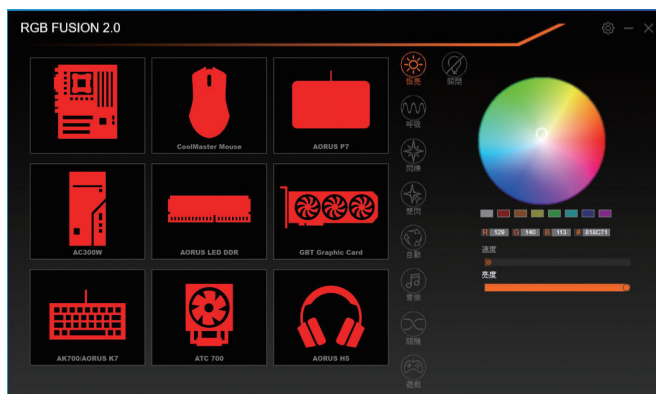 RGB FUSION 2.0
CoolMaster Mouse
AORUS P7
AC300W
AORUS LED DDR
GBT Graphic Card
AK700/AORUS K7
ATC 700
AORUS H5
恆亮
關閉
呼吸
閃爍
雙閃
自動
音樂
隨機
遊戲
R 129 G 140 B 113 # 818C71
速度
亮度